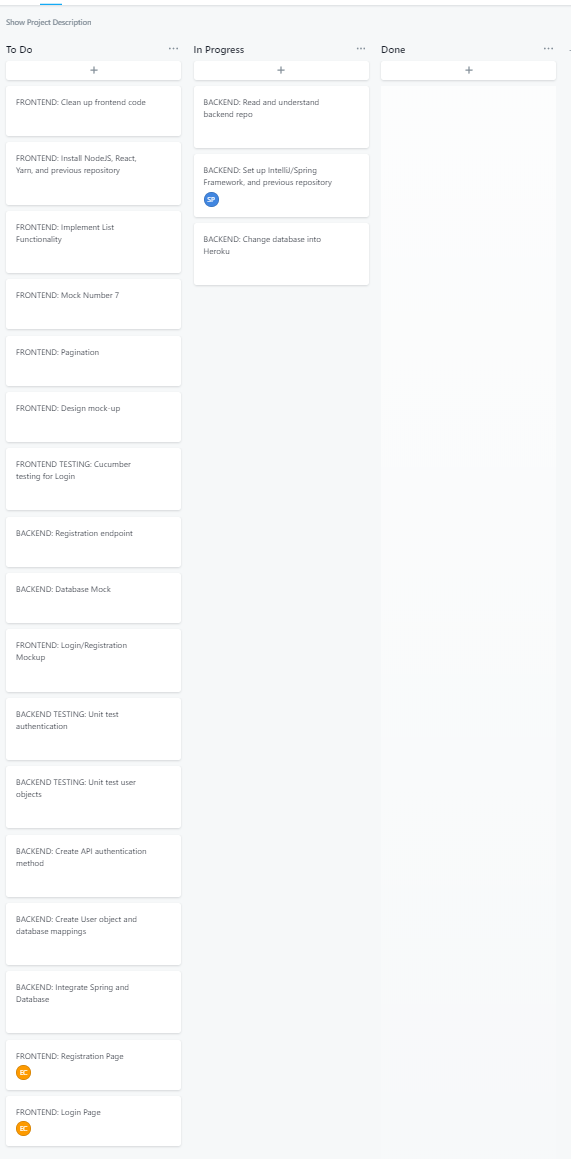 Show Project Description
To Do
...
+
FRONTEND: Clean up frontend code
FRONTEND: Install NodeJS, React,
Yarn, and previous repository
FRONTEND: Implement List
Functionality
FRONTEND: Mock Number 7
FRONTEND: Pagination
FRONTEND: Design mock-up
FRONTEND TESTING: Cucumber
testing for Login
BACKEND: Registration endpoint
BACKEND: Database Mock
FRONTEND: Login/Registration
Mockup
BACKEND TESTING: Unit test
authentication
BACKEND TESTING: Unit test user
objects
BACKEND: Create API authentication
method
BACKEND: Create User object and
database mappings
BACKEND: Integrate Spring and
Database
FRONTEND: Registration Page
EC
FRONTEND: Login Page
EC
In Progress
...
+
BACKEND: Read and understand
backend repo
BACKEND: Set up IntelliJ/Spring
Framework, and previous repository
SP
BACKEND: Change database into
Heroku
Done
...
+